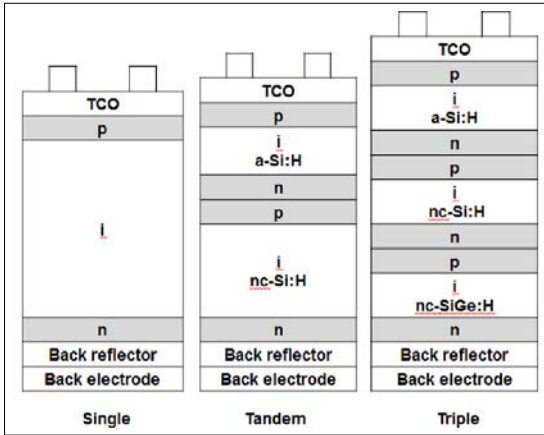 TCO
p
i
n
Back reflector
Back electrode
Single
TCO
p
i
a-Si:H
n
p
i
nc-Si:H
n
Back reflector
Back electrode
Tandem
TCO
p
i
a-Si:H
n
p
i
nc-Si:H
n
p
i
nc-SiGe:H
n
Back reflector
Back electrode
Triple